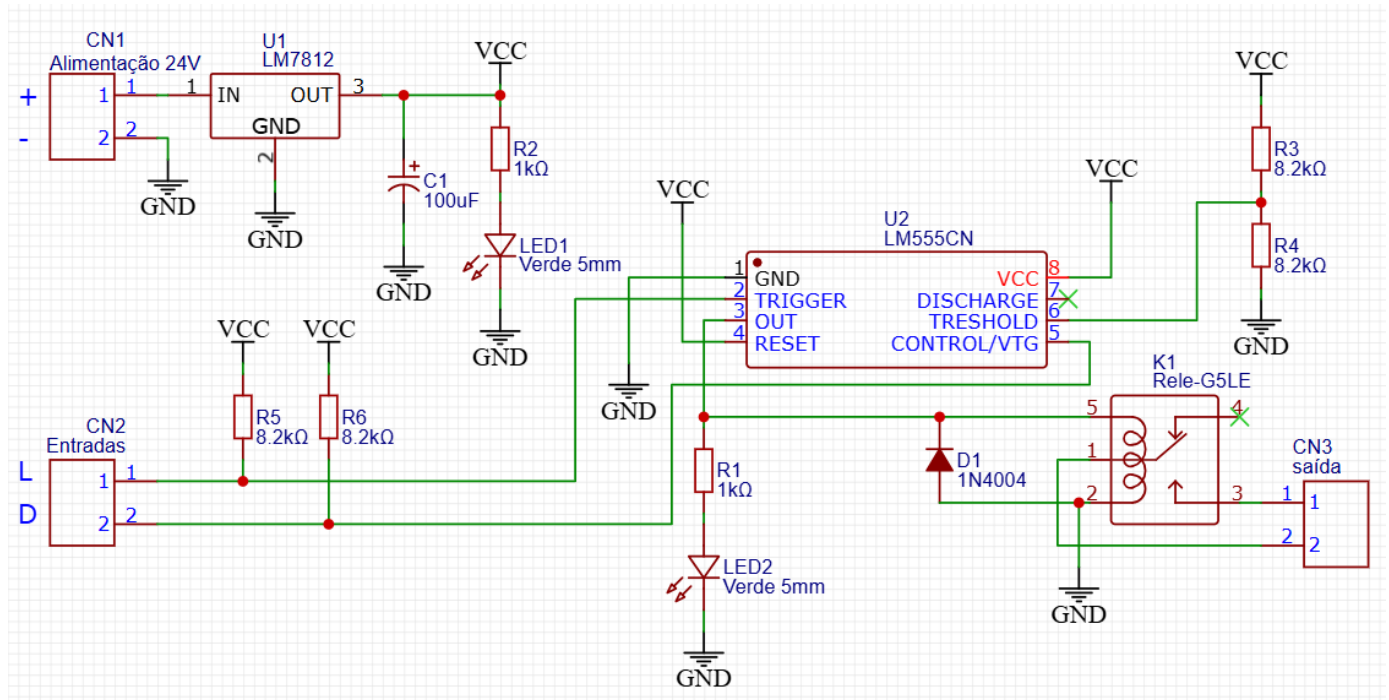 CN1
Alimentação 24V
+
-
1
2
1
2
GND
U1
LM7812
1
IN
OUT
3
GND
2
GND
VCC
C1
100uF
+
GND
R2
1kΩ
LED1
Verde 5mm
GND
VCC
VCC
R5
8.2kΩ
R6
8.2kΩ
CN2
Entradas
L
D
1
2
1
2
VCC
GND
U2
LM555CN
1
GND
2
TRIGGER
3
OUT
4
RESET
VCC
8
DISCHARGE
7
TRESHOLD
6
CONTROL/VTG
5
VCC
VCC
R3
8.2kΩ
R4
8.2kΩ
GND
R1
1kΩ
LED2
Verde 5mm
GND
D1
1N4004
K1
Rele-G5LE
5
1
2
4
3
GND
CN3
saída
1
1
2
2